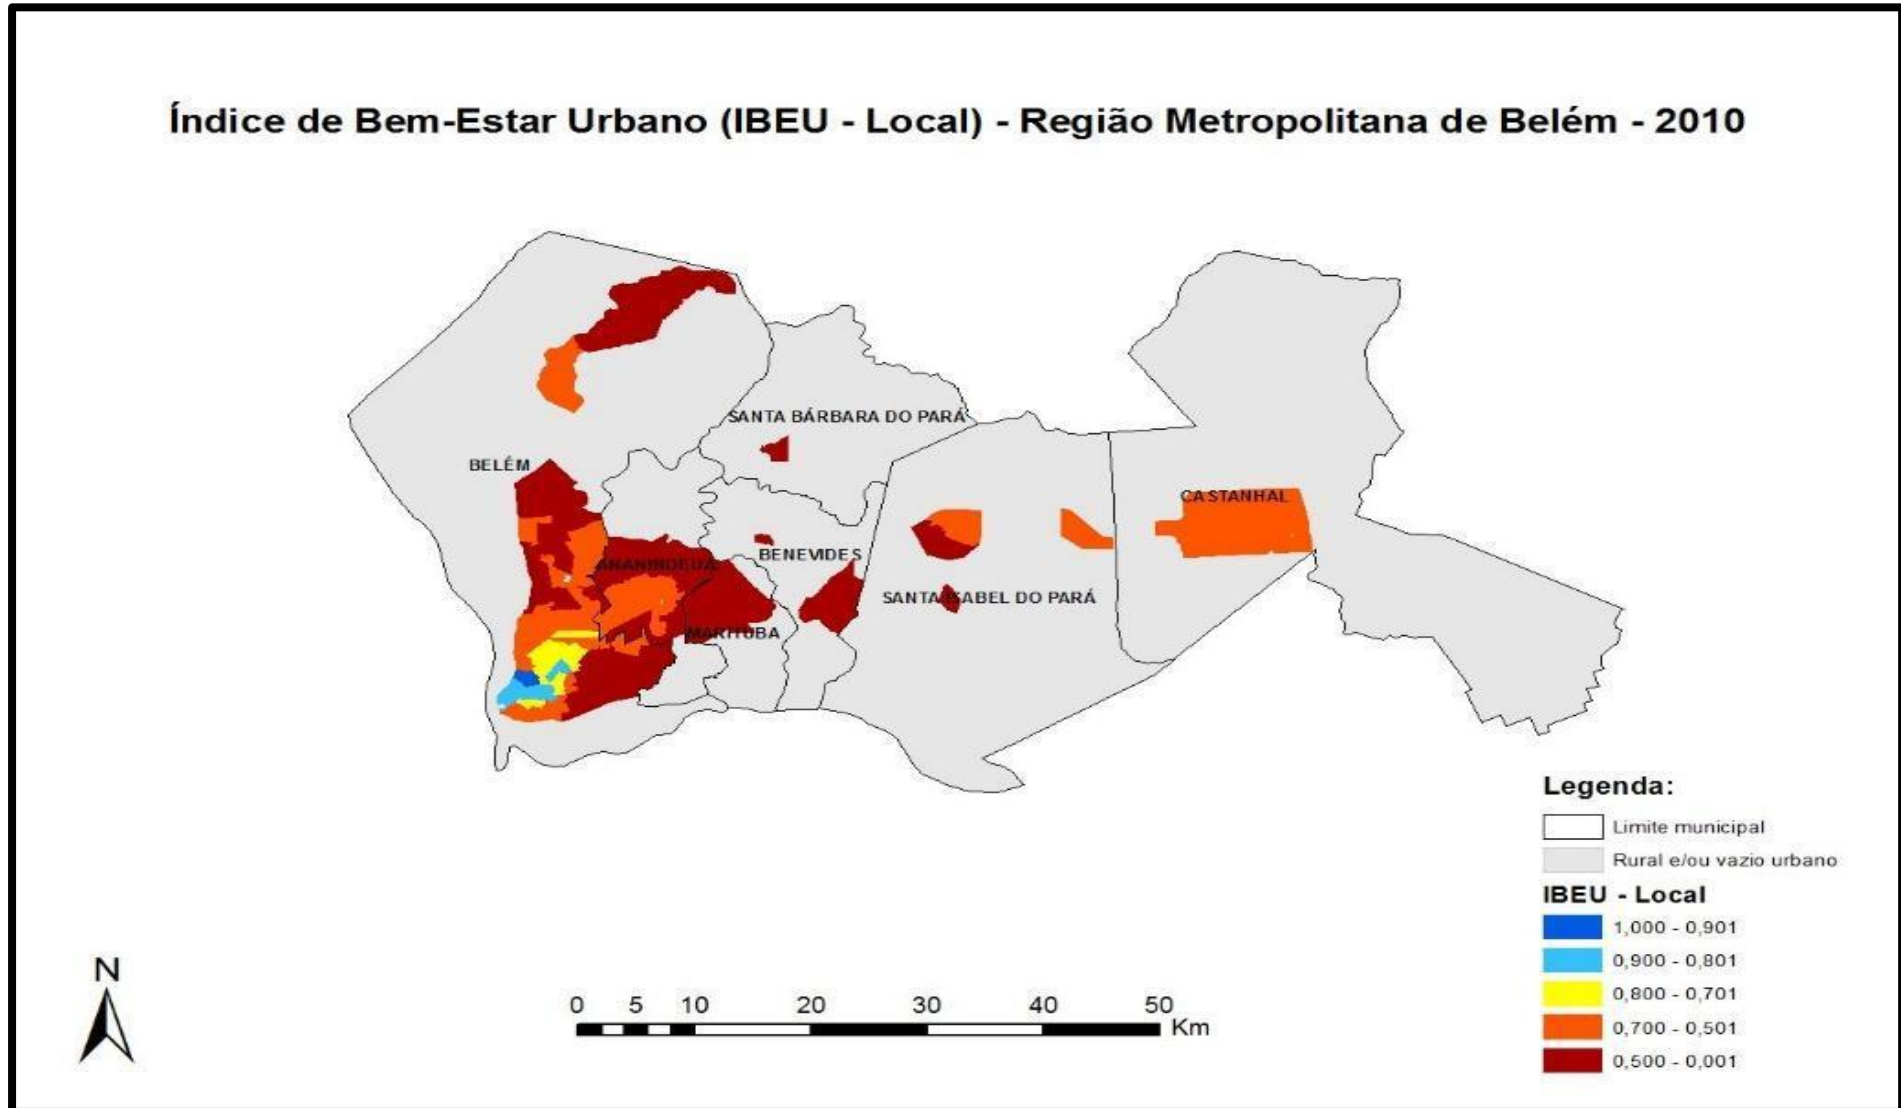 Índice de Bem-Estar Urbano (IBEU - Local) - Região Metropolitana de Belém - 2010
SANTA BÁRBARA DO PARÁ
BELÉM
CASTANHAL
BENEVIDES
ANANINDEUA
SANTA ISABEL DO PARÁ
MARITUBA
Legenda:
Limite municipal
Rural e/ou vazio urbano
IBEU - Local
1,000 - 0,901
0,900 - 0,801
0,800 - 0,701
0,700 - 0,501
0,500 - 0,001
N
0 5 10 20 30 40 50
Km